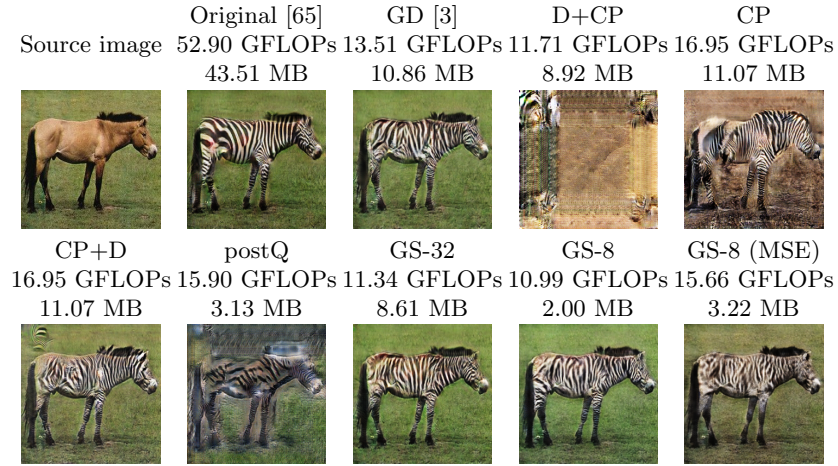 Original [65] GD [3] D+CP CP
Source image 52.90 GFLOPs 13.51 GFLOPs 11.71 GFLOPs 16.95 GFLOPs
43.51 MB 10.86 MB 8.92 MB 11.07 MB
CP+D postQ GS-32 GS-8 GS-8 (MSE)
16.95 GFLOPs 15.90 GFLOPs 11.34 GFLOPs 10.99 GFLOPs 15.66 GFLOPs
11.07 MB 3.13 MB 8.61 MB 2.00 MB 3.22 MB